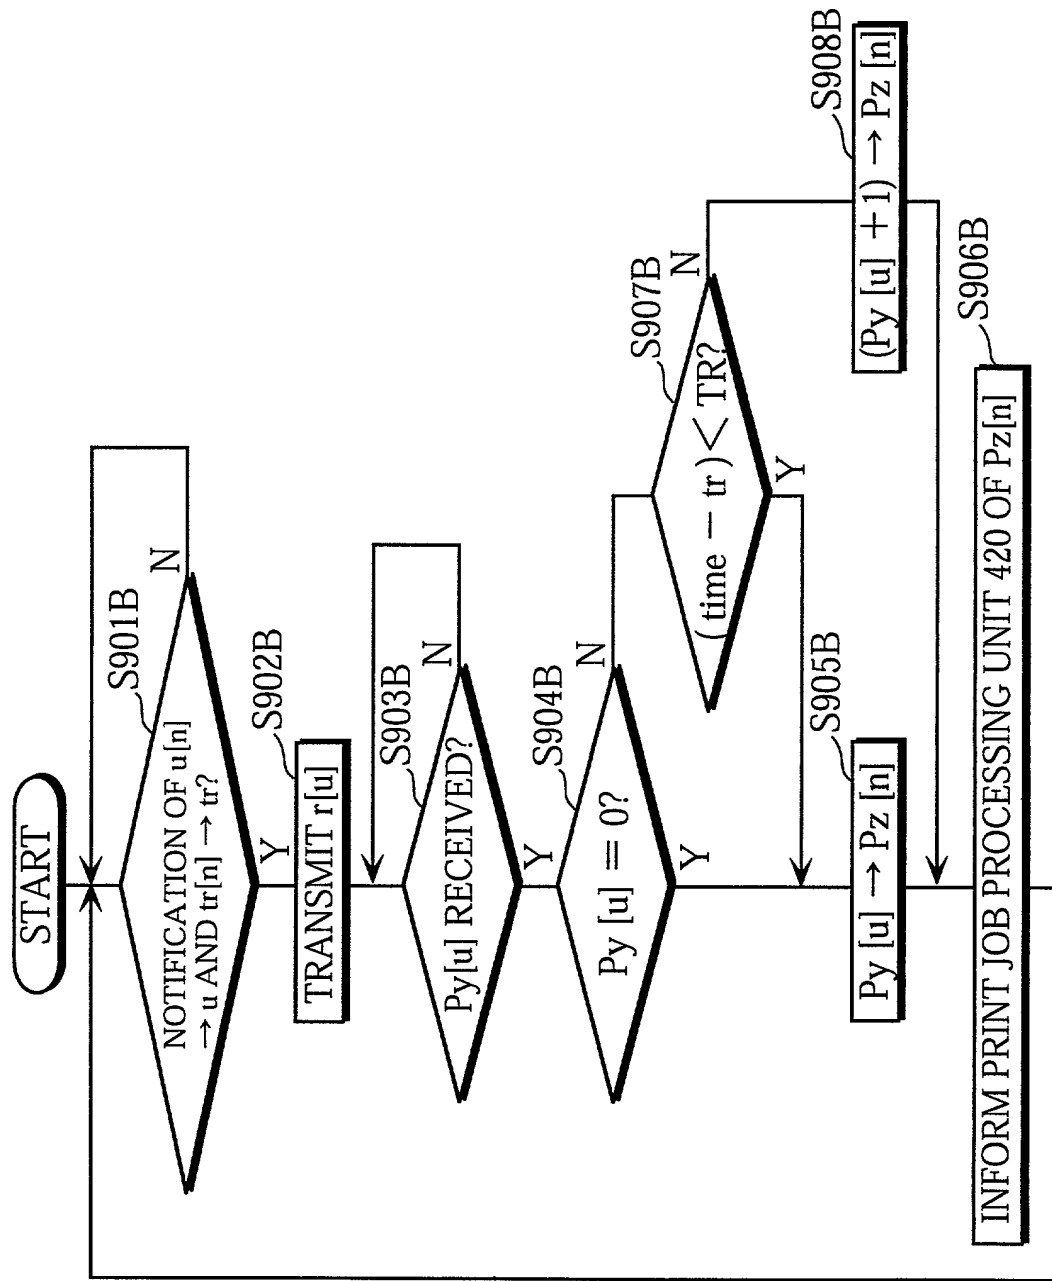 START
S901B
NOTIFICATION OF u[n]
→ u AND tr[n] → tr?
N
Y
S902B
TRANSMIT r[u]
S903B
Py[u] RECEIVED?
N
Y
S904B
Py [u] = 0?
N
Y
S907B
( time − tr ) < TR?
N
Y
S905B
Py [u] → Pz [n]
S908B
(Py [u] + 1) → Pz [n]
S906B
INFORM PRINT JOB PROCESSING UNIT 420 OF Pz[n]